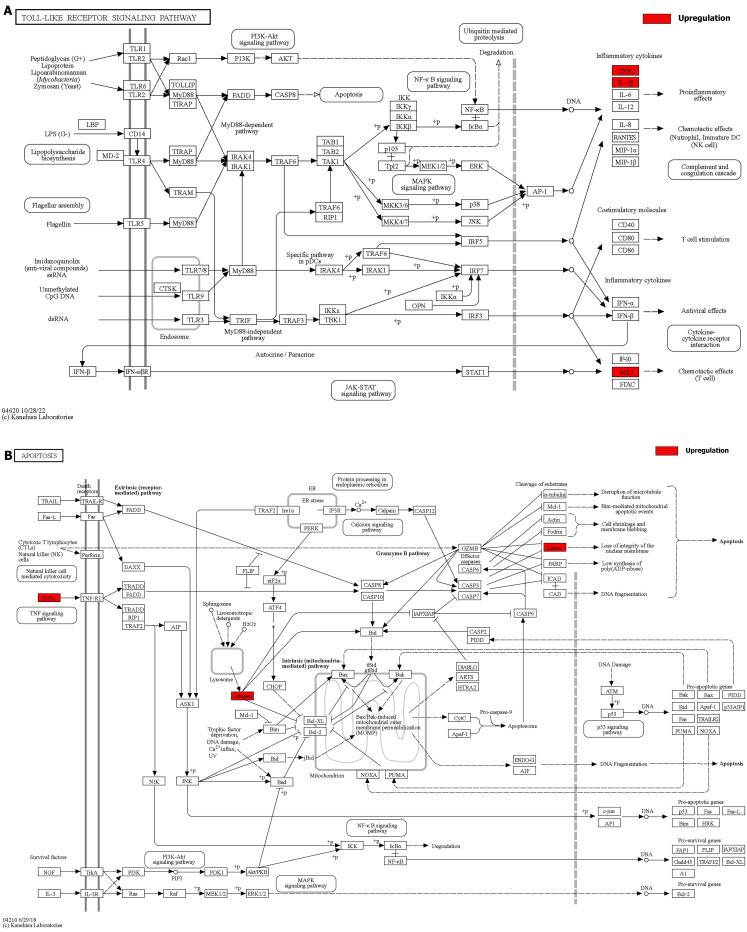 A
TOLL-LIKE RECEPTOR SIGNALING PATHWAY
Upregulation
Peptidoglycan (G+)
Lipoprotein
Lipoarabinomannan
(Mycobacteria)
Zymosan (Yeast)
TLR1
TLR2
TLR6
TLR2
Rac1
PI3K-Akt
signaling pathway
PI3K
AKT
Ubiquitin mediated
proteolysis
Degradation
TOLLIP
MyD88
TIRAP
FADD
CASP8
Apoptosis
NF-κ B signaling
pathway
IKK
IKKγ
IKKα
IKKβ
NF-κB
IκBα
DNA
Inflammatory cytokines
IL-6
IL-12
Proinflammatory
effects
IL-8
RANTES
MIP-1α
MIP-1β
Chemotactic effects
(Nutrophil, Immature DC
(NK cell)
Complement and
coagulation cascade
LBP
LPS (G-)
CD14
Lipopolysaccharide
biosynthesis
MD-2
TLR4
TIRAP
MyD88
TRAM
MyD88-dependent
pathway
IRAK4
IRAK1
TRAF6
TAB1
TAB2
TAK1
p105
Tpl2
MEK1/2
ERK
MAPK
signaling pathway
MKK3/6
p38
MKK4/7
JNK
AP-1
TRAF6
RIP1
Flagellar assembly
Flagellin
TLR5
MyD88
IRF5
Costimulatory molecules
CD40
CD80
CD86
T cell stimulation
Imidazoquinolin
(anti-viral compounds)
ssRNA
Unmethylated
CpG DNA
dsRNA
TLR7/8
CTSK
TLR9
TLR3
Endosome
MyD88
Specific pathway
in pDCs
IRAK4
TRAF6
IRAK1
IRF7
IKKα
OPN
TRIF
TRAF3
IKKε
TBK1
IRF3
MyD88-independent
pathway
Inflammatory cytokines
IFN-α
IFN-β
Antiviral effects
Cytokine-
cytokine receptor
interaction
Autocrine / Paracrine
IFN-β
IFN-αβR
STAT1
JAK-STAT
signaling pathway
IP-10
MIG
Chemotactic effects
(T cell)
04620 10/28/22
(c) Kanehisa Laboratories
B
APOPTOSIS
Upregulation
Death
receptors
Extrinsic (receptor-
mediated) pathway
TRAIL
TRAIL-R
FADD
Fas-L
Fas
Cytotoxic T lymphocytes
(CTLs)
Natural killer (NK)
cells
Perforin
Natural killer cell
mediated cytotoxicity
DAXX
TNF-R1
TNF signaling
pathway
TRADD
FADD
TRADD
RIP1
TRAF2
AIP
ASK1
ER
ER stress
TRAF2
Ire1α
IP3R
PERK
Protein processing in
endoplasmic reticulum
Calpain
CASP12
Calcium signaling
pathway
FLIP
eIF2α
ATF4
CHOP
Granzyme B pathway
GZMB
Effector
caspases
CASP6
CASP3
CASP7
CASP8
CASP10
IAP/XIAP
CASP9
Bid
CASP2
PIDD
Cleavage of substrates
α-tubulin
Mcl-1
Actin
Fodrin
PARP
ICAD
CAD
Disruption of microtubule
function
Bim-mediated mitochondrial
apoptotic events
Cell shrinkage and
membrane blebbing
Loss of integrity of the
nuclear membrane
Low synthesis of
poly(ADP-ribose)
DNA fragmentation
Apoptosis
Sphingosine
Lisosomotropic
detergents
H2O2
Lysosome
Intrinsic (mitochondria-
mediated) pathway
tBid
Bax
Bak
Mcl-1
Bim
Bcl-XL
Bcl-2
Bax/Bak-induced
mitochondrial outer
membrane permeabilization
(MOMP)
Trophic factor
deprivation,
DNA damage,
Ca2+ influx,
UV
Bid
jBid
Bad
Mitochondrion
NOXA
PUMA
DIABLO
ARTS
HTRA2
CytC
Apaf-1
Pro-caspase-9
Apoptosome
ENDO-G
AIF
DNA Fragmentation
Apoptosis
DNA Damage
ATM
p53
p53 signaling
pathway
DNA
Pro-apoptotic genes
Bak
Bax
PIDD
Bid
Apaf-1
p53AIP1
Fas
TRAILR2
PUMA
NOXA
NIK
JNK
c-jun
AP1
DNA
Pro-apoptotic genes
p53
Fas
Fas-L
Bim
HRK
NF-κ B signaling
pathway
IKK
IκBα
NF-κB
Degradation
DNA
Pro-survival genes
FAP1
FLIP
IAP/XIAP
Gadd45
TRAF1/2
Bcl-XL
A1
Survival factors
NGF
TrkA
PI3K-Akt
signaling pathway
PI3K
PIP3
PDK1
Akt/PKB
IL-3
IL-3R
Ras
Raf
MEK1/2
ERK1/2
MAPK
signaling pathway
DNA
Pro-survival genes
Bcl-2
04210 6/29/18
(c) Kanehisa Laboratories